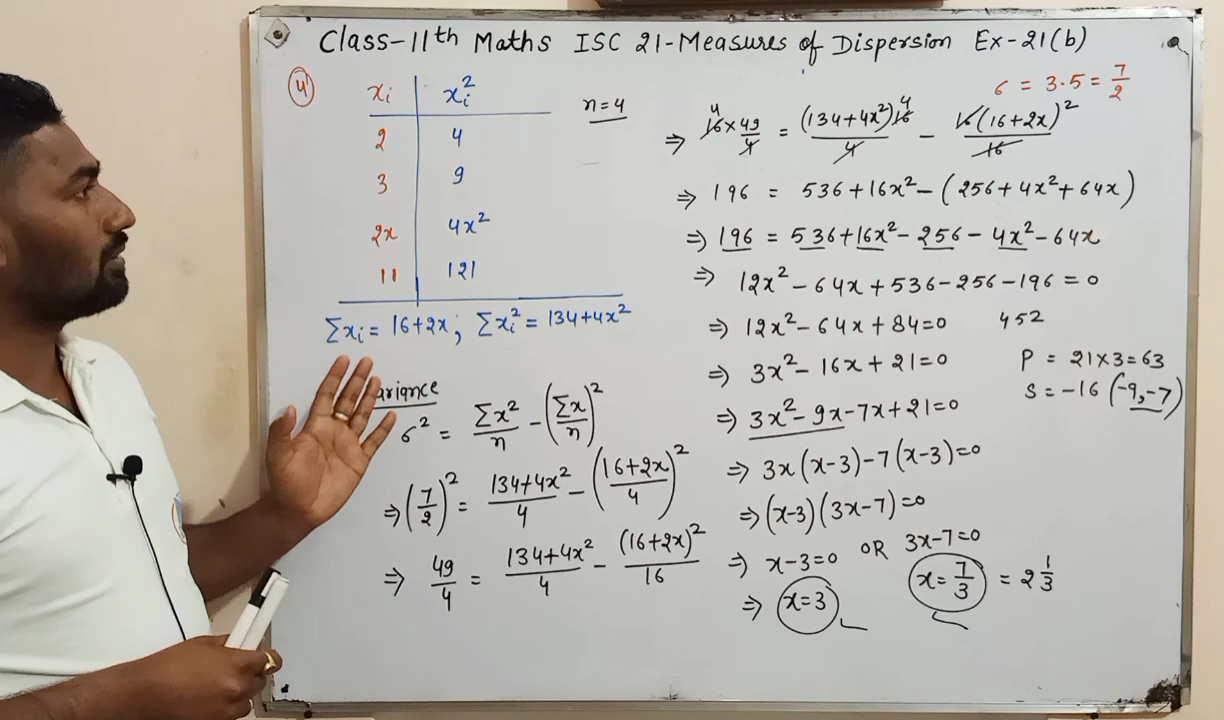 Class-11th Maths ISC 21-Measures of Dispersion Ex-21(b)
4
xi | xi²
2 | 4
3 | 9
2x | 4x²
11 | 121
n=4
Σxi = 16+2x; Σxi² = 134+4x²
ariance
σ² = Σx²/n - (Σx/n)²
⇒ (7/2)² = (134+4x²)/4 - ((16+2x)/4)²
⇒ 49/4 = (134+4x²)/4 - (16+2x)²/16
σ = 3.5 = 7/2
⇒ 16 4 × 49/4 = (134+4x²)16 4/4 - 16(16+2x)²/16
⇒ 196 = 536+16x²-(256+4x²+64x)
⇒ 196 = 536+16x²-256-4x²-64x
⇒ 12x²-64x+536-256-196=0
⇒ 12x²-64x+84=0 452
⇒ 3x²-16x+21=0
P = 21×3=63
S = -16 (-9,-7)
⇒ 3x²-9x-7x+21=0
⇒ 3x(x-3)-7(x-3)=0
⇒ (x-3)(3x-7)=0
⇒ x-3=0 OR 3x-7=0
⇒ x=3 x=7/3 = 2 1/3